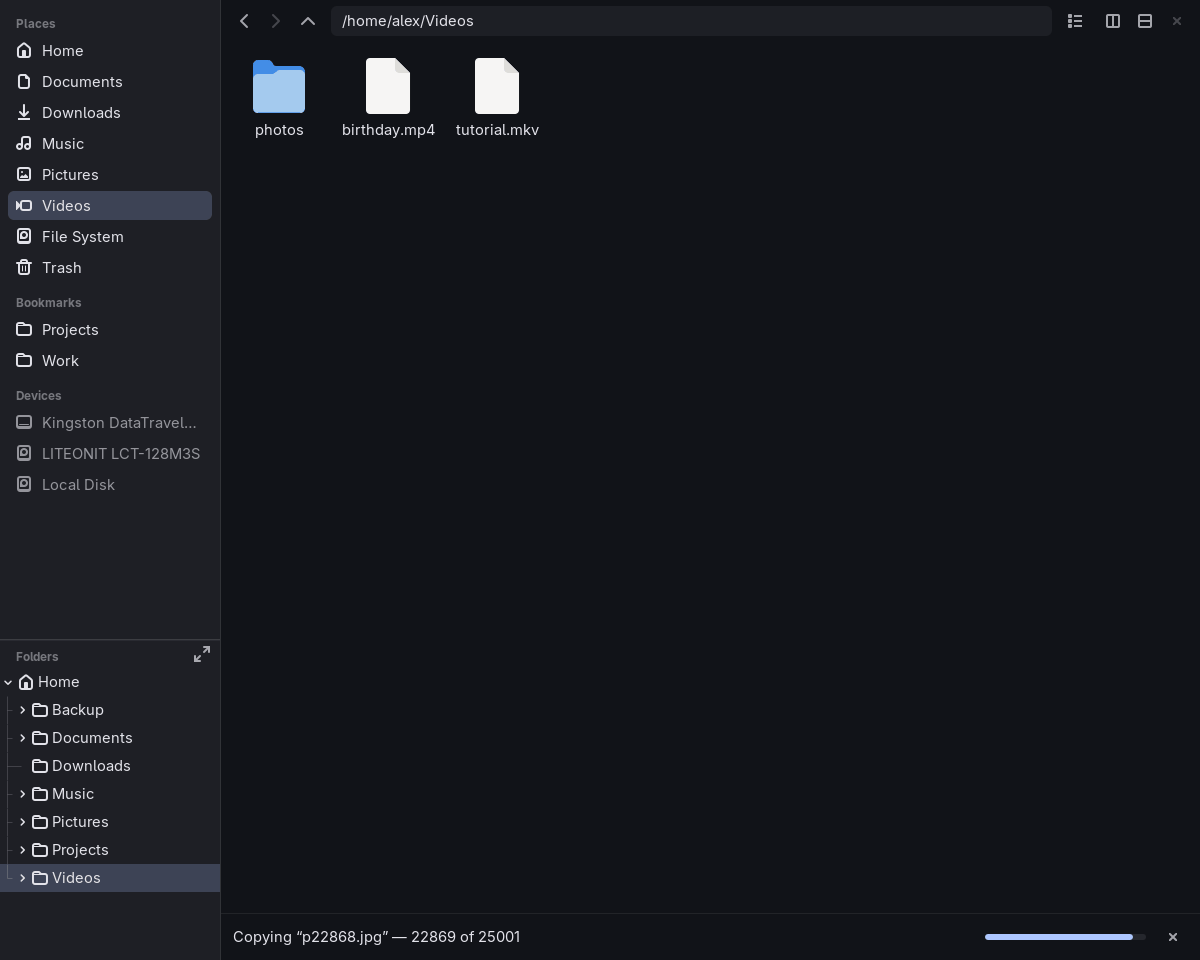 Places
Home
Documents
Downloads
Music
Pictures
Videos
File System
Trash
Bookmarks
Projects
Work
Devices
Kingston DataTravel…
LITEONIT LCT-128M3S
Local Disk
Folders
Home
Backup
Documents
Downloads
Music
Pictures
Projects
Videos
/home/alex/Videos
photos
birthday.mp4
tutorial.mkv
Copying “p22868.jpg” — 22869 of 25001